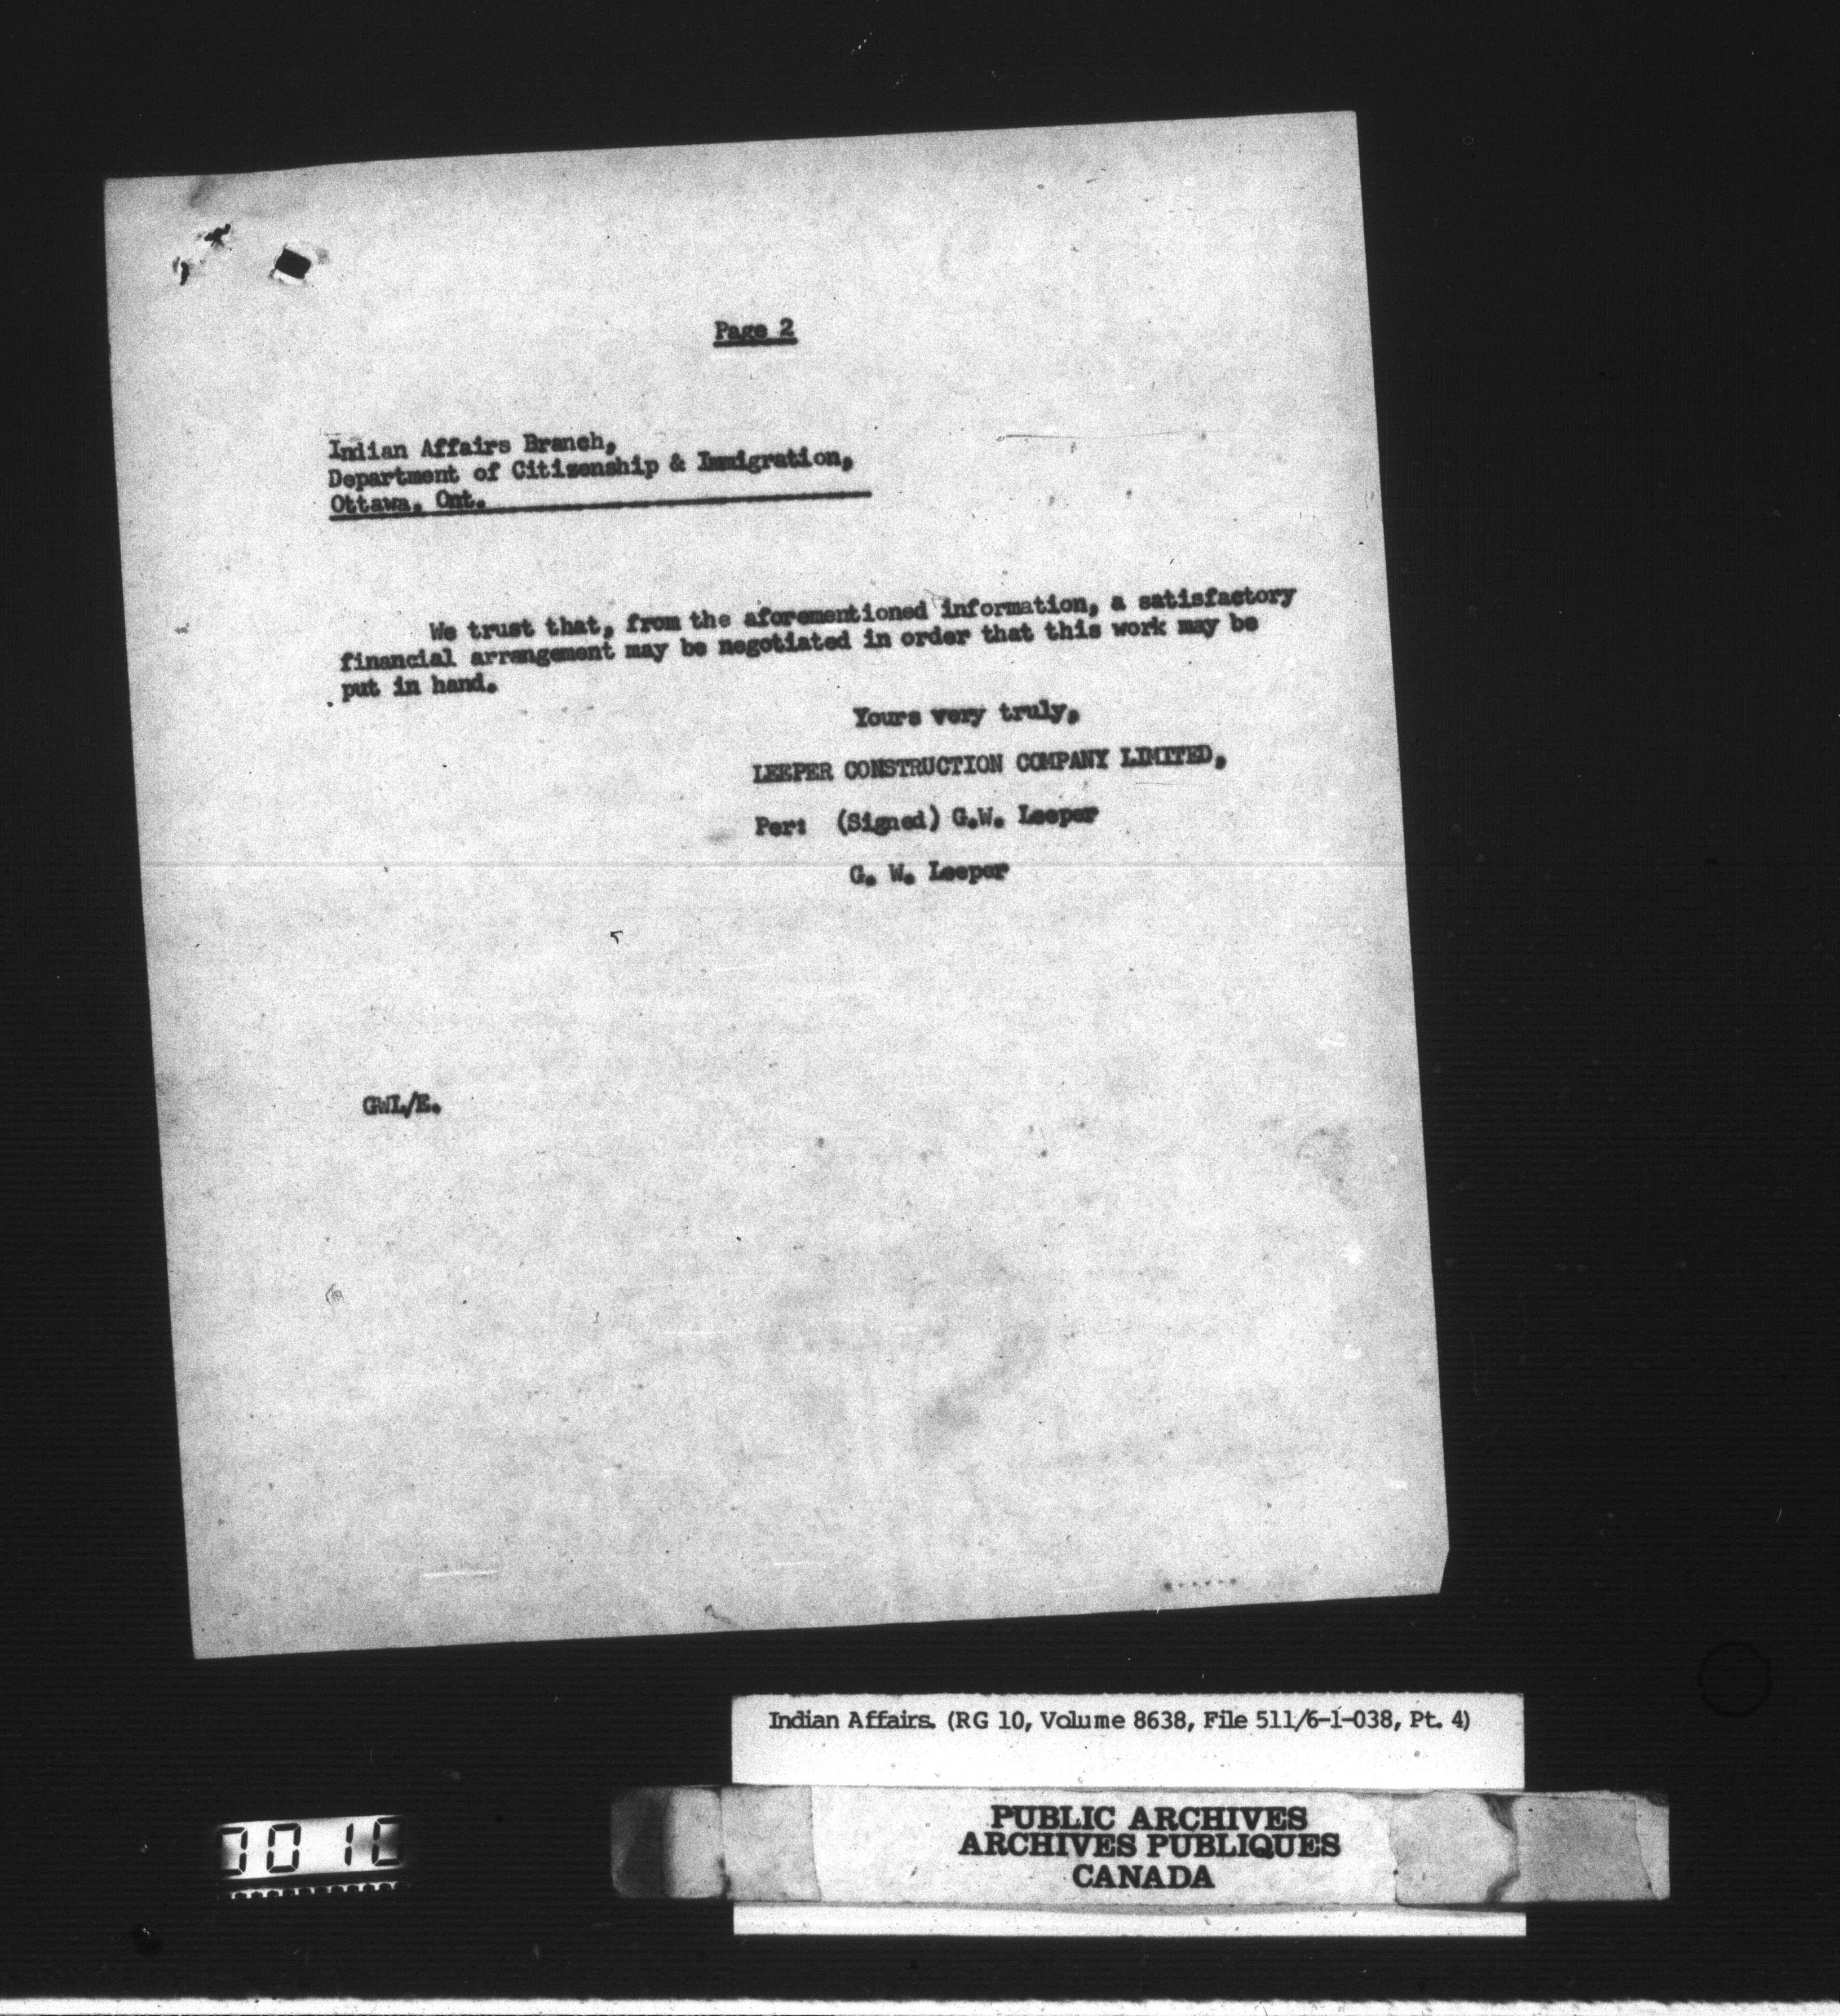 Page 2
Indian Affairs Branch,
Department of Citizenship & Immigration,
Ottawa, Ont.
We trust that, from the aforementioned information, a satisfactory
financial arrangement may be negotiated in order that this work may be
put in hand.
Yours very truly,
LEEPER CONSTRUCTION COMPANY LIMITED,
Per: (Signed) G.W. Leeper
G. W. Leeper
GWL/E.
Indian Affairs. (RG 10, Volume 8638, File 511/6-1-038, Pt. 4)
PUBLIC ARCHIVES
ARCHIVES PUBLIQUES
CANADA